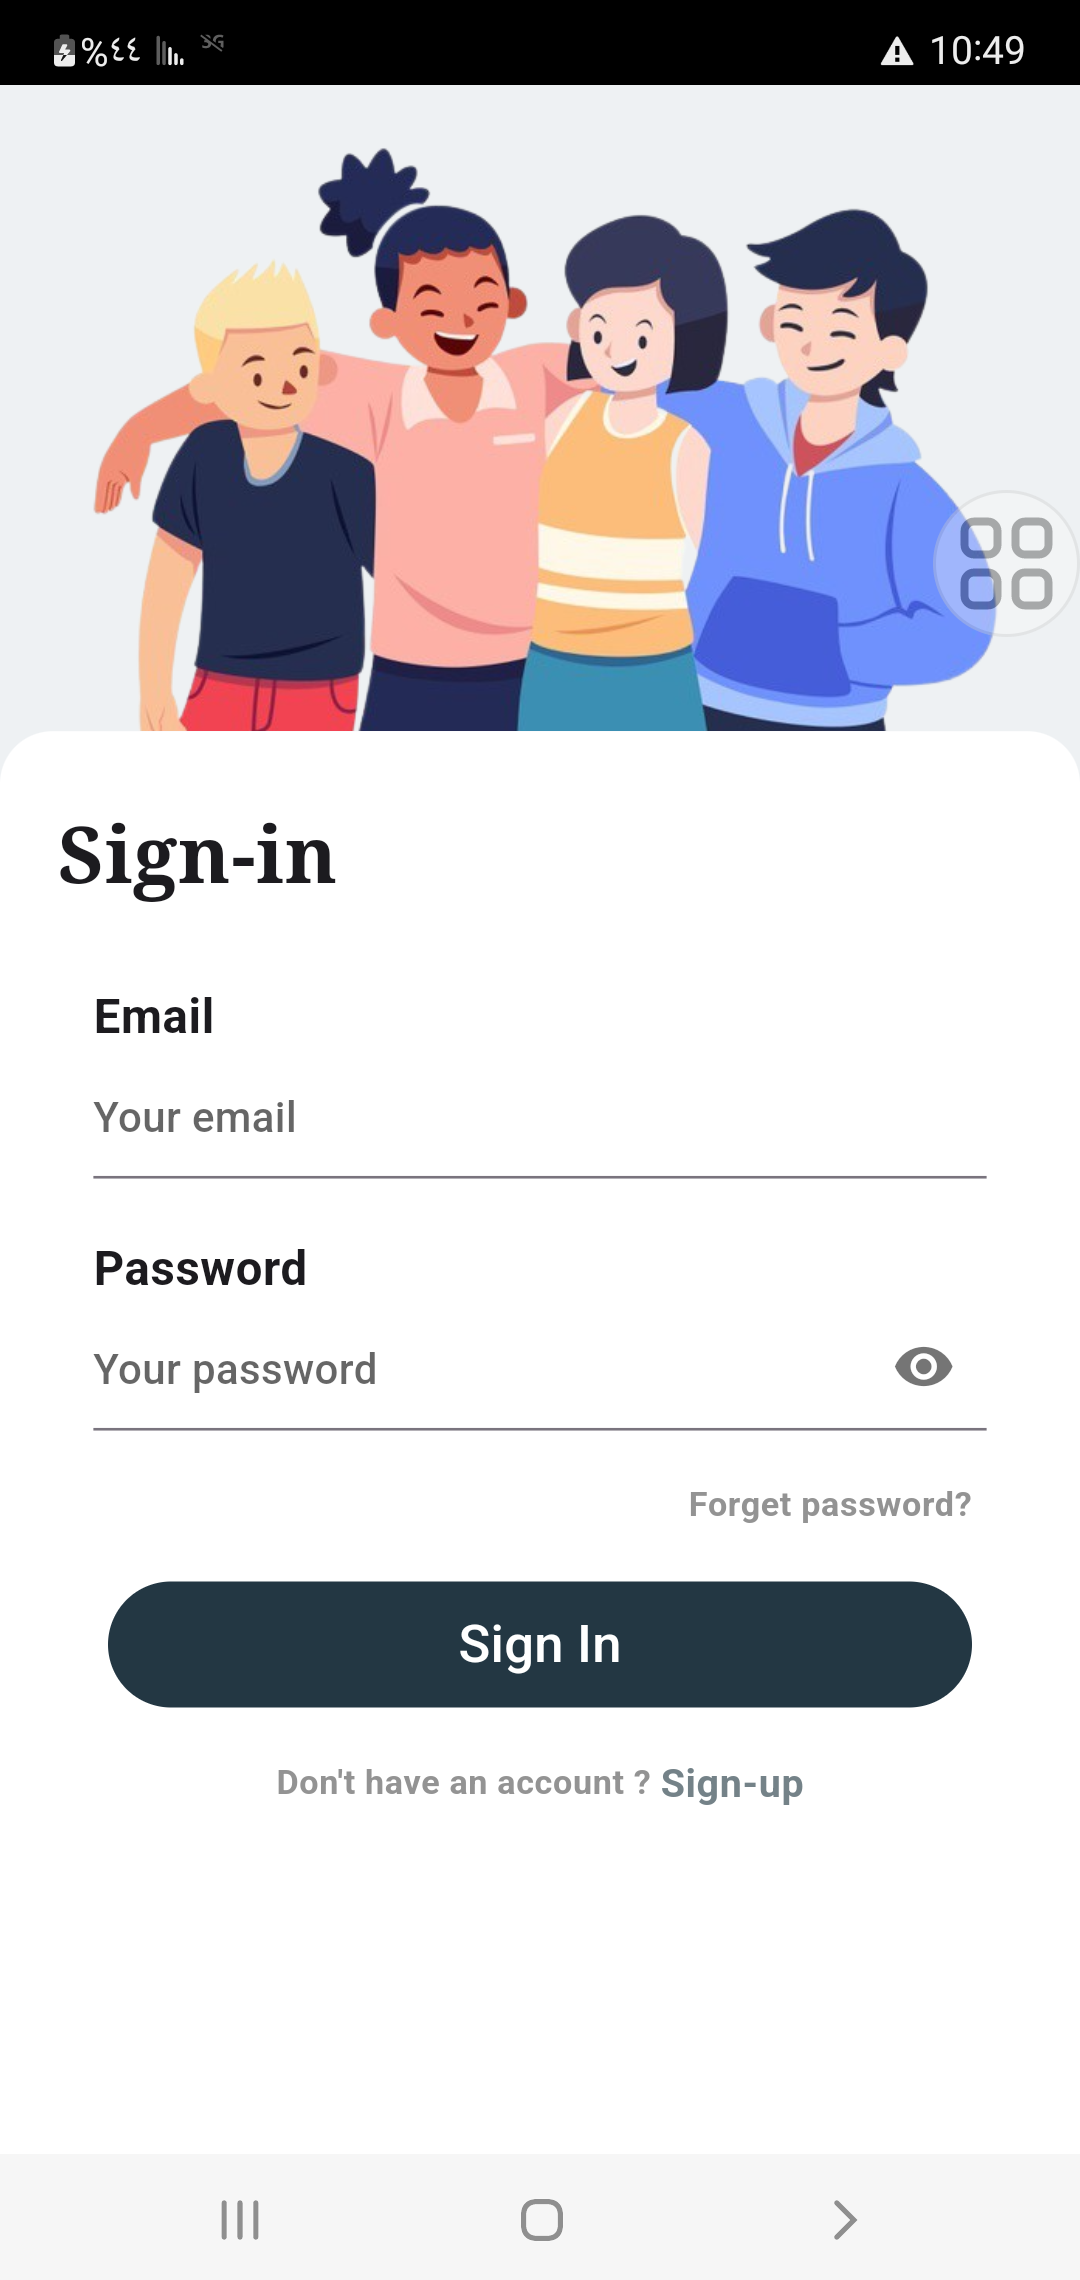 %٤٤ 3G 10:49
Sign-in
Email
Your email
Password
Your password
Forget password?
Sign In
Don't have an account ? Sign-up